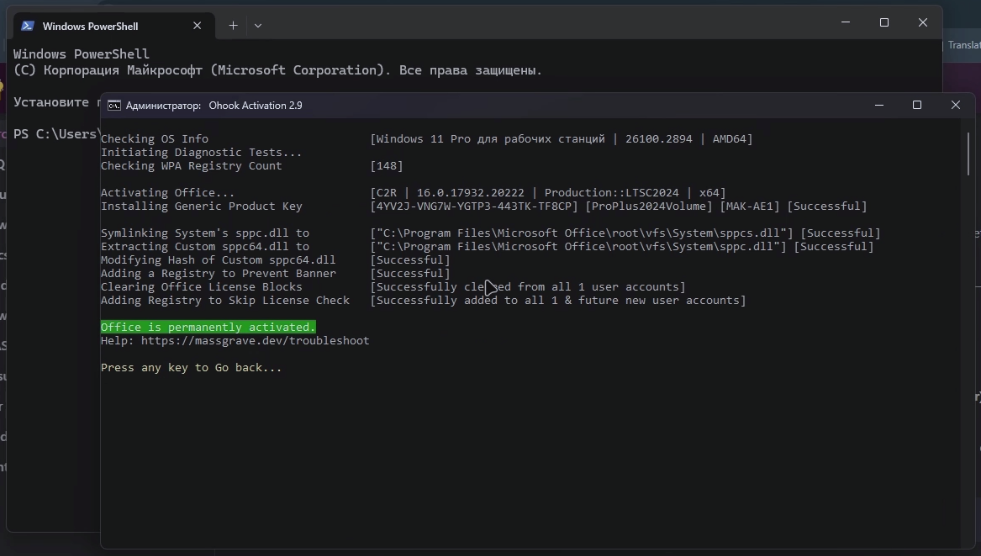 Windows PowerShell
Translat
Windows PowerShell
(C) Корпорация Майкрософт (Microsoft Corporation). Все права защищены.
Установите
Администратор: Ohook Activation 2.9
PS C:\Users\
Checking OS Info [Windows 11 Pro для рабочих станций | 26100.2894 | AMD64]
Initiating Diagnostic Tests...
Checking WPA Registry Count [148]
Activating Office... [C2R | 16.0.17932.20222 | Production::LTSC2024 | x64]
Installing Generic Product Key [4YV2J-VNG7W-YGTP3-443TK-TF8CP] [ProPlus2024Volume] [MAK-AE1] [Successful]
Symlinking System's sppc.dll to ["C:\Program Files\Microsoft Office\root\vfs\System\sppcs.dll"] [Successful]
Extracting Custom sppc64.dll to ["C:\Program Files\Microsoft Office\root\vfs\System\sppc.dll"] [Successful]
Modifying Hash of Custom sppc64.dll [Successful]
Adding a Registry to Prevent Banner [Successful]
Clearing Office License Blocks [Successfully cleared from all 1 user accounts]
Adding Registry to Skip License Check [Successfully added to all 1 & future new user accounts]
Office is permanently activated.
Help: https://massgrave.dev/troubleshoot
Press any key to Go back...